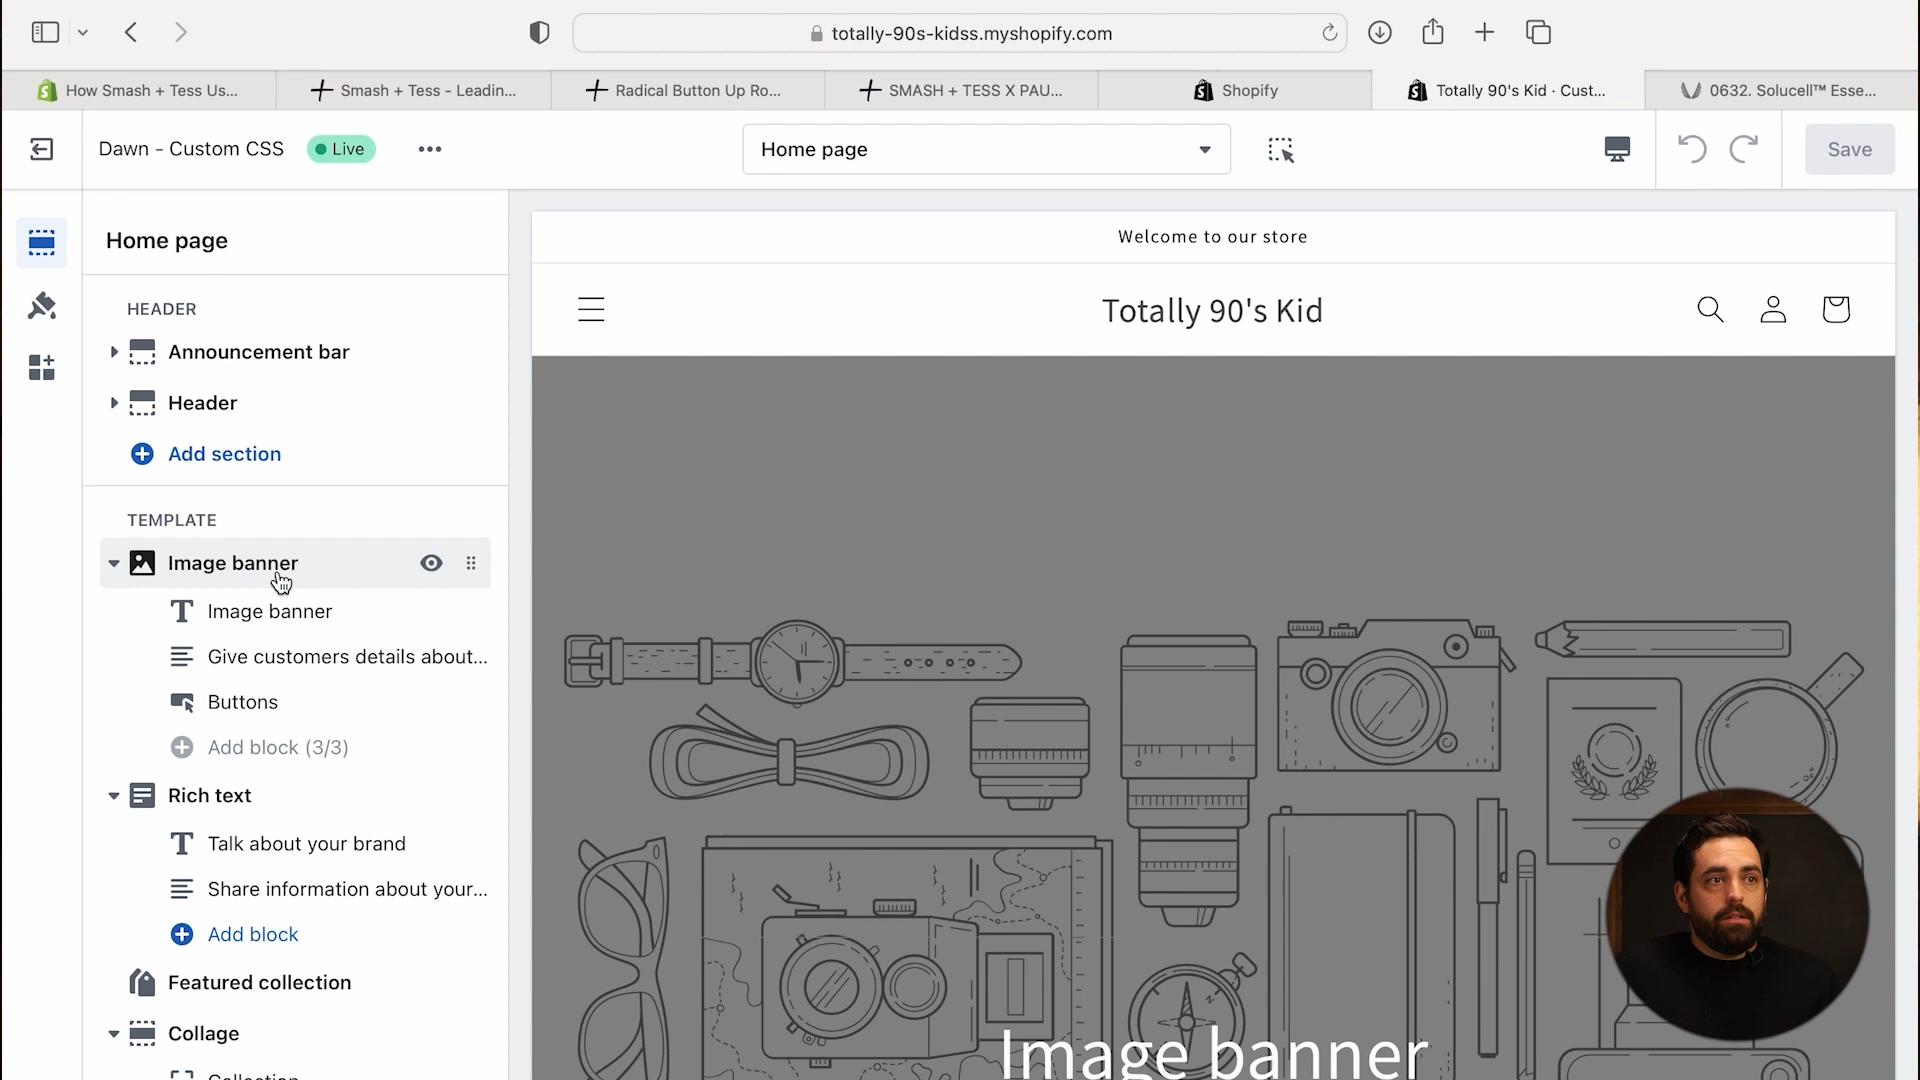 totally-90s-kidss.myshopify.com
How Smash + Tess Us...
Smash + Tess - Leadin...
Radical Button Up Ro...
SMASH + TESS X PAU...
Shopify
Totally 90's Kid · Cust...
0632. Solucell™ Esse...
Dawn - Custom CSS
Live
Home page
Save
Home page
HEADER
Announcement bar
Header
Add section
TEMPLATE
Image banner
Image banner
Give customers details about...
Buttons
Add block (3/3)
Rich text
Talk about your brand
Share information about your...
Add block
Featured collection
Collage
Collection
Welcome to our store
Totally 90's Kid
N
Image banner